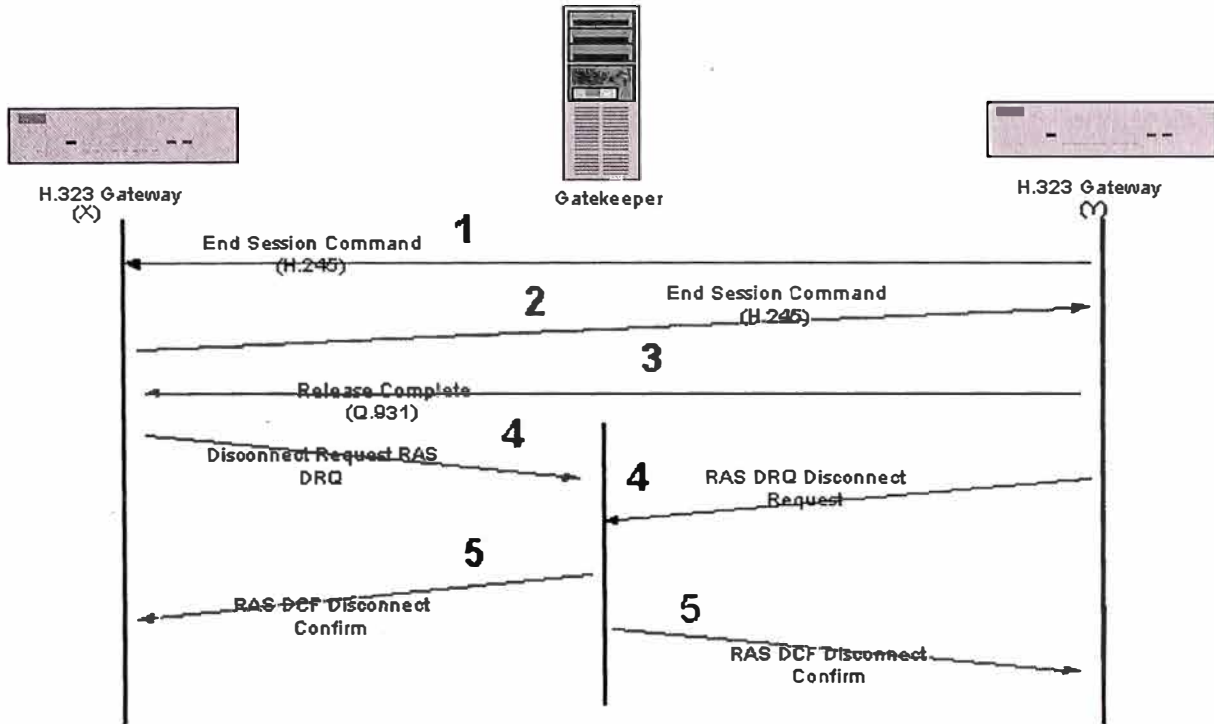 H.323 Gateway
(X)
Gatekeeper
H.323 Gateway
(Y)
1
End Session Command
(H.245)
2
End Session Command
(H.245)
3
Release Complete
(Q.931)
4
Disconnect Request RAS
DRQ
4
RAS DRQ Disconnect
Request
5
RAS DCF Disconnect
Confirm
5
RAS DCF Disconnect
Confirm